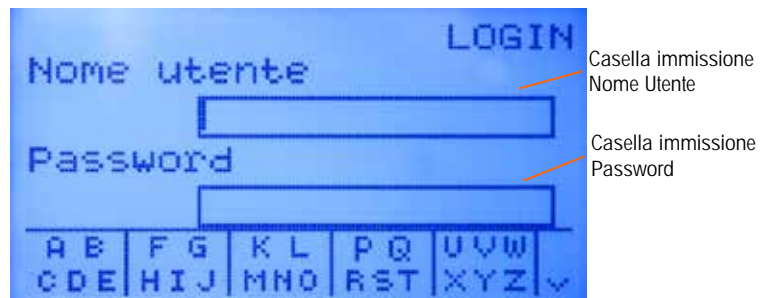 LOGIN
Nome utente
Password
A B F G K L P Q U V W
C D E H I J M N O R S T X Y Z
Casella immissione
Nome Utente
Casella immissione
Password